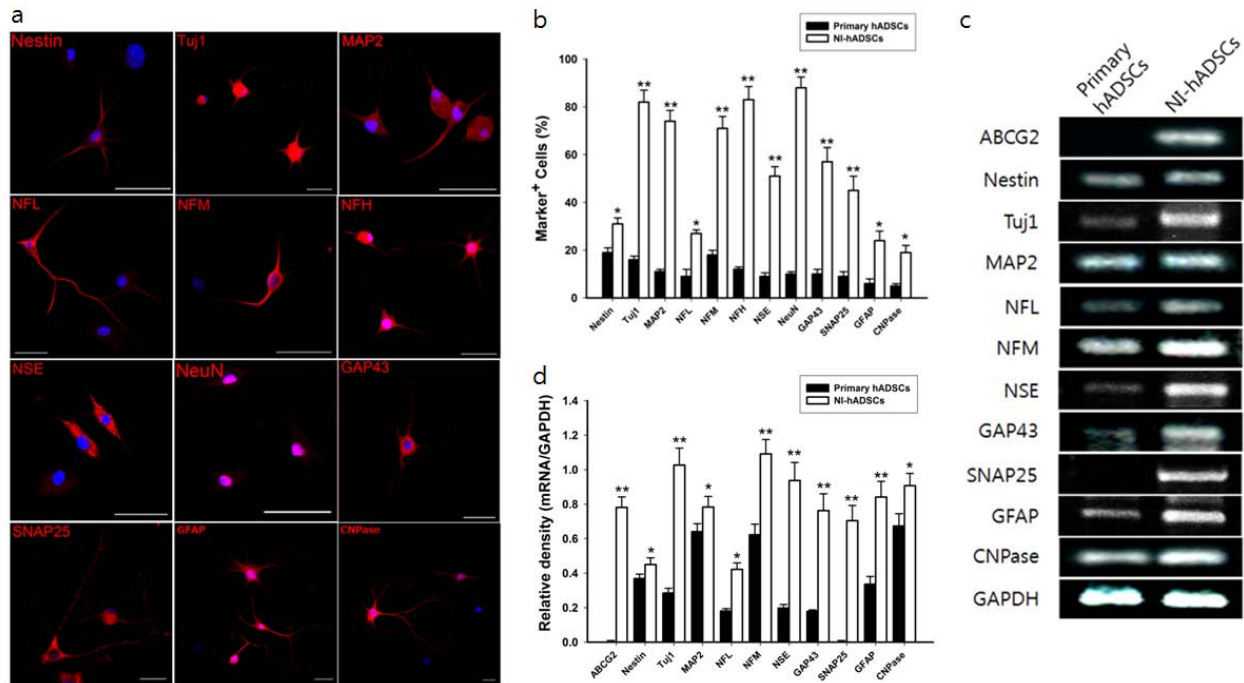 a
Nestin
Tuj1
MAP2
NFL
NFM
NFH
NSE
NeuN
GAP43
SNAP25
GFAP
CNPase
b
Primary hADSCs
NI-hADSCs
Marker+ Cells (%)
100
80
60
40
20
0
**
**
**
**
**
**
**
**
*
*
*
*
Nestin
Tuj1
MAP2
NFL
NFM
NFH
NSE
NeuN
GAP43
SNAP25
GFAP
CNPase
d
Primary hADSCs
NI-hADSCs
Relative density (mRNA/GAPDH)
1.4
1.2
1.0
0.8
0.6
0.4
0.2
0.0
**
*
**
*
*
**
**
**
**
**
*
ABCG2
Nestin
Tuj1
MAP2
NFL
NFM
NSE
GAP43
SNAP25
GFAP
CNPase
c
Primary
hADSCs
NI-hADSCs
ABCG2
Nestin
Tuj1
MAP2
NFL
NFM
NSE
GAP43
SNAP25
GFAP
CNPase
GAPDH